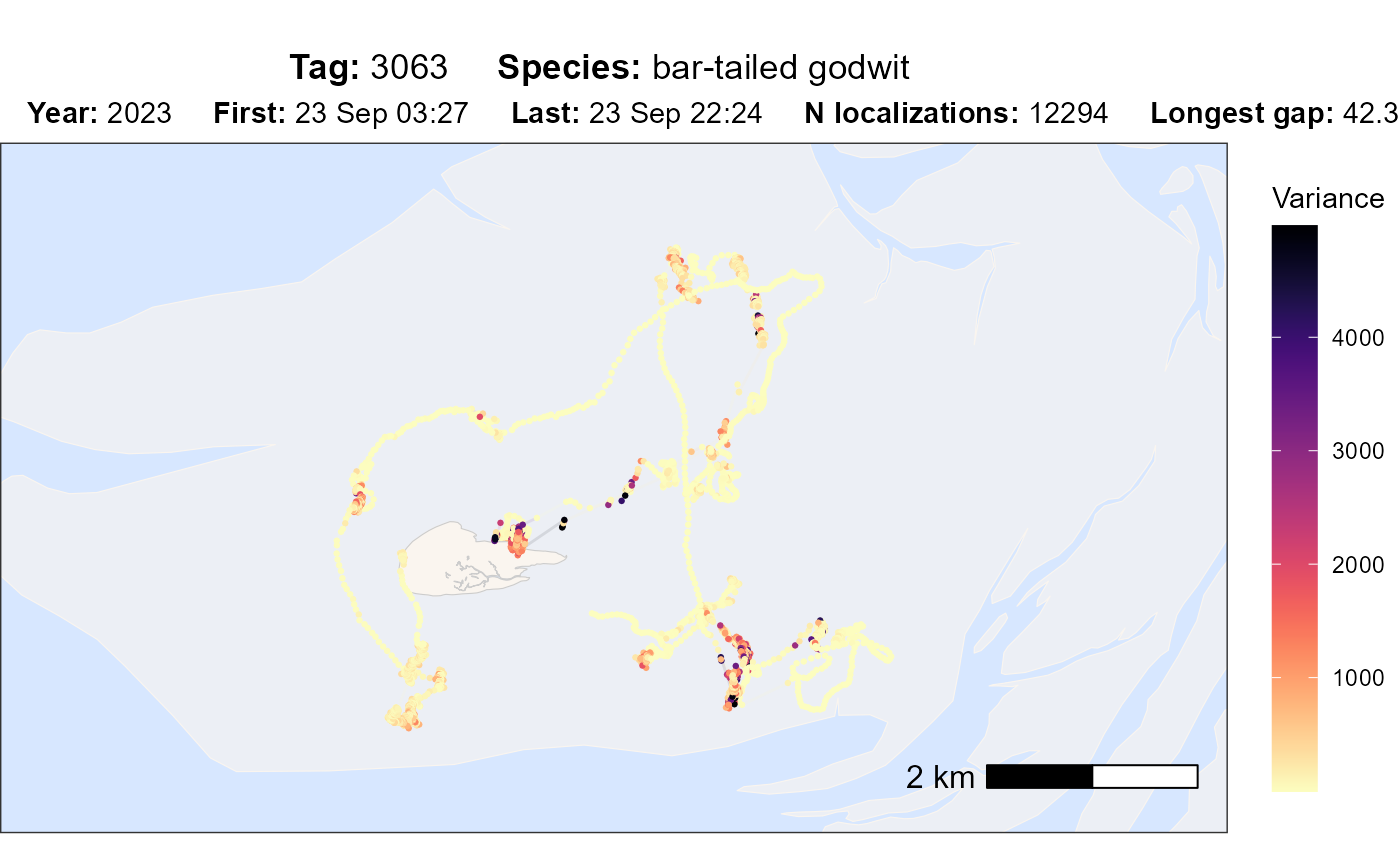 Tag: 3063 Species: bar-tailed godwit
Year: 2023 First: 23 Sep 03:27 Last: 23 Sep 22:24 N localizations: 12294 Longest gap: 42.3
Variance
4000
3000
2000
1000
2 km